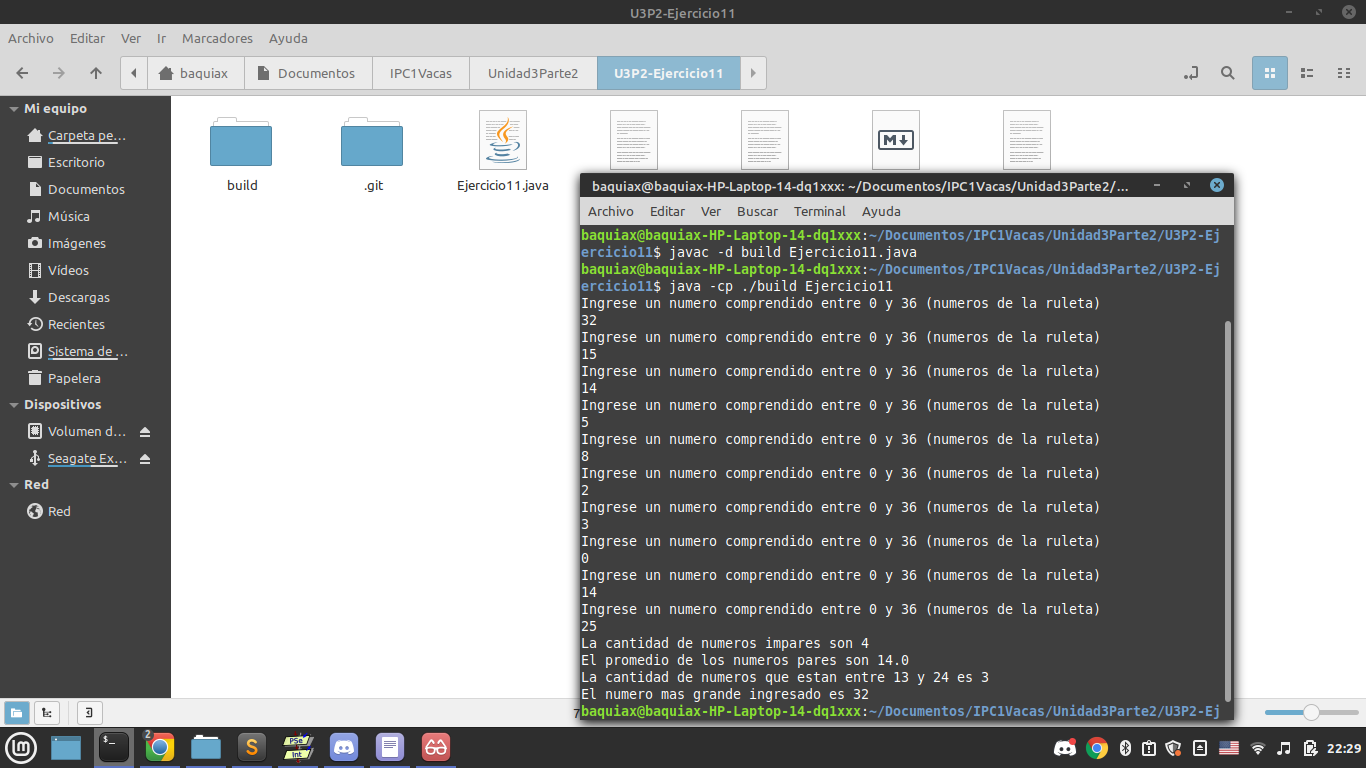 U3P2-Ejercicio11
Archivo Editar Ver Ir Marcadores Ayuda
baquiax Documentos IPC1Vacas Unidad3Parte2 U3P2-Ejercicio11
Mi equipo
Carpeta pe...
Escritorio
Documentos
Música
Imágenes
Vídeos
Descargas
Recientes
Sistema de ...
Papelera
Dispositivos
Volumen d...
Seagate Ex...
Red
Red
build
.git
Ejercicio11.java
M
baquiax@baquiax-HP-Laptop-14-dq1xxx: ~/Documentos/IPC1Vacas/Unidad3Parte2/...
Archivo Editar Ver Buscar Terminal Ayuda
baquiax@baquiax-HP-Laptop-14-dq1xxx:~/Documentos/IPC1Vacas/Unidad3Parte2/U3P2-Ej
ercicio11$ javac -d build Ejercicio11.java
baquiax@baquiax-HP-Laptop-14-dq1xxx:~/Documentos/IPC1Vacas/Unidad3Parte2/U3P2-Ej
ercicio11$ java -cp ./build Ejercicio11
Ingrese un numero comprendido entre 0 y 36 (numeros de la ruleta)
32
Ingrese un numero comprendido entre 0 y 36 (numeros de la ruleta)
15
Ingrese un numero comprendido entre 0 y 36 (numeros de la ruleta)
14
Ingrese un numero comprendido entre 0 y 36 (numeros de la ruleta)
5
Ingrese un numero comprendido entre 0 y 36 (numeros de la ruleta)
8
Ingrese un numero comprendido entre 0 y 36 (numeros de la ruleta)
2
Ingrese un numero comprendido entre 0 y 36 (numeros de la ruleta)
3
Ingrese un numero comprendido entre 0 y 36 (numeros de la ruleta)
0
Ingrese un numero comprendido entre 0 y 36 (numeros de la ruleta)
14
Ingrese un numero comprendido entre 0 y 36 (numeros de la ruleta)
25
La cantidad de numeros impares son 4
El promedio de los numeros pares son 14.0
La cantidad de numeros que estan entre 13 y 24 es 3
El numero mas grande ingresado es 32
baquiax@baquiax-HP-Laptop-14-dq1xxx:~/Documentos/IPC1Vacas/Unidad3Parte2/U3P2-Ej
7
$_ 2 S PSe Int 22:29